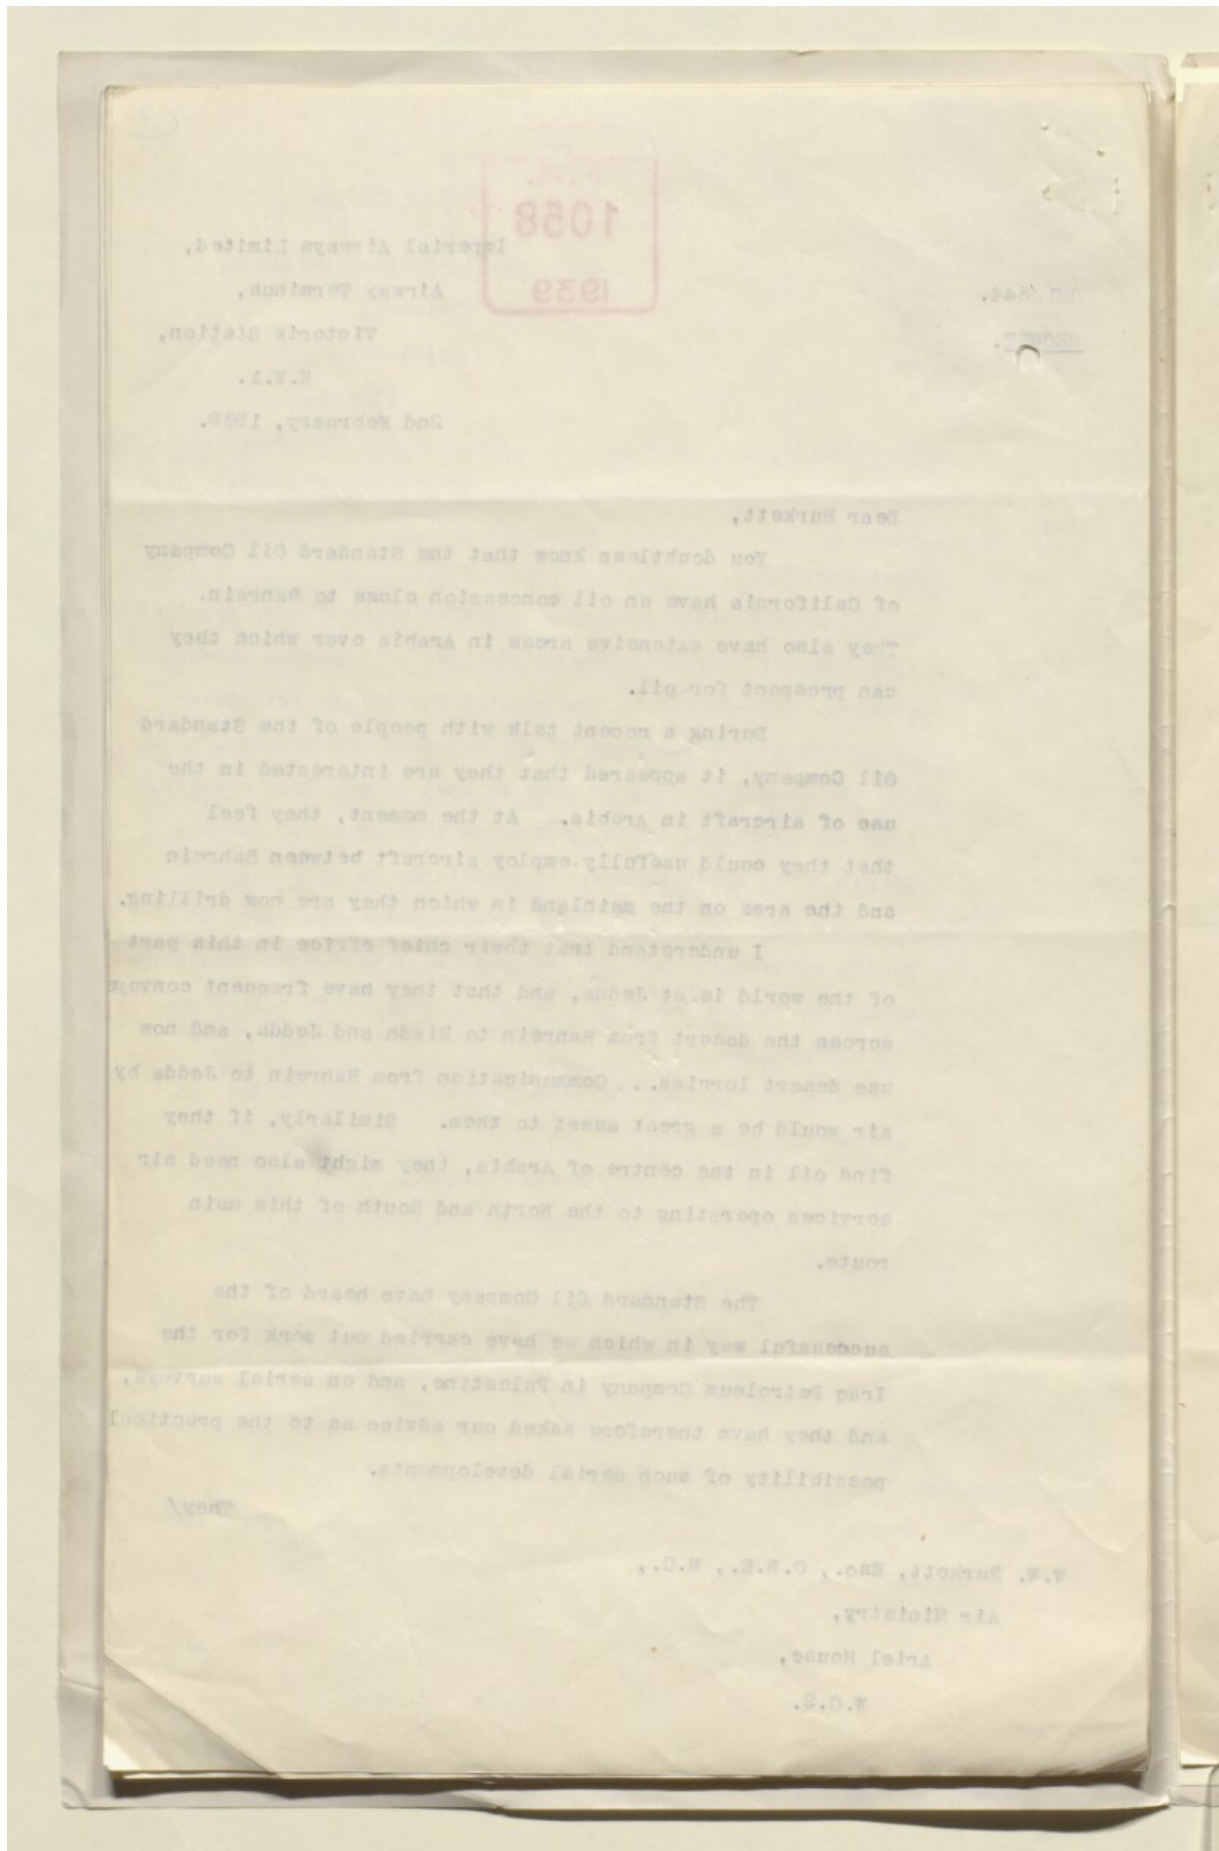 1058
1939
Imperial Airways Limited,
Airway Terminus,
Victoria Station,
S.W.1.
2nd February, 1939.
SECRET.
Dear Burkett,
You doubtless know that the Standard Oil Company
of California have an oil concession close to Bahrein.
They also have extensive areas in Arabia over which they
can prospect for oil.
During a recent talk with people of the Standard
Oil Company, it appeared that they are interested in the
use of aircraft in Arabia. At the moment, they feel
that they could usefully employ aircraft between Bahrein
and the area on the mainland in which they are now drilling.
I understand that their chief office in this part
of the world is at Jedda, and that they have frequent convoys
across the desert from Bahrein to Riadh and Jedda, and now
use desert lorries. Communication from Bahrein to Jedda by
air would be a great asset to them. Similarly, if they
find oil in the centre of Arabia, they might also need air
services operating to the North and South of this main
route.
The Standard Oil Company have heard of the
successful way in which we have carried out work for the
Iraq Petroleum Company in Palestine, and on aerial surveys,
and they have therefore asked our advice as to the practical
possibility of such aerial developments.
They/
W.W. Burkett, Esq., O.B.E., M.C.,
Air Ministry,
Ariel House,
W.C.2.